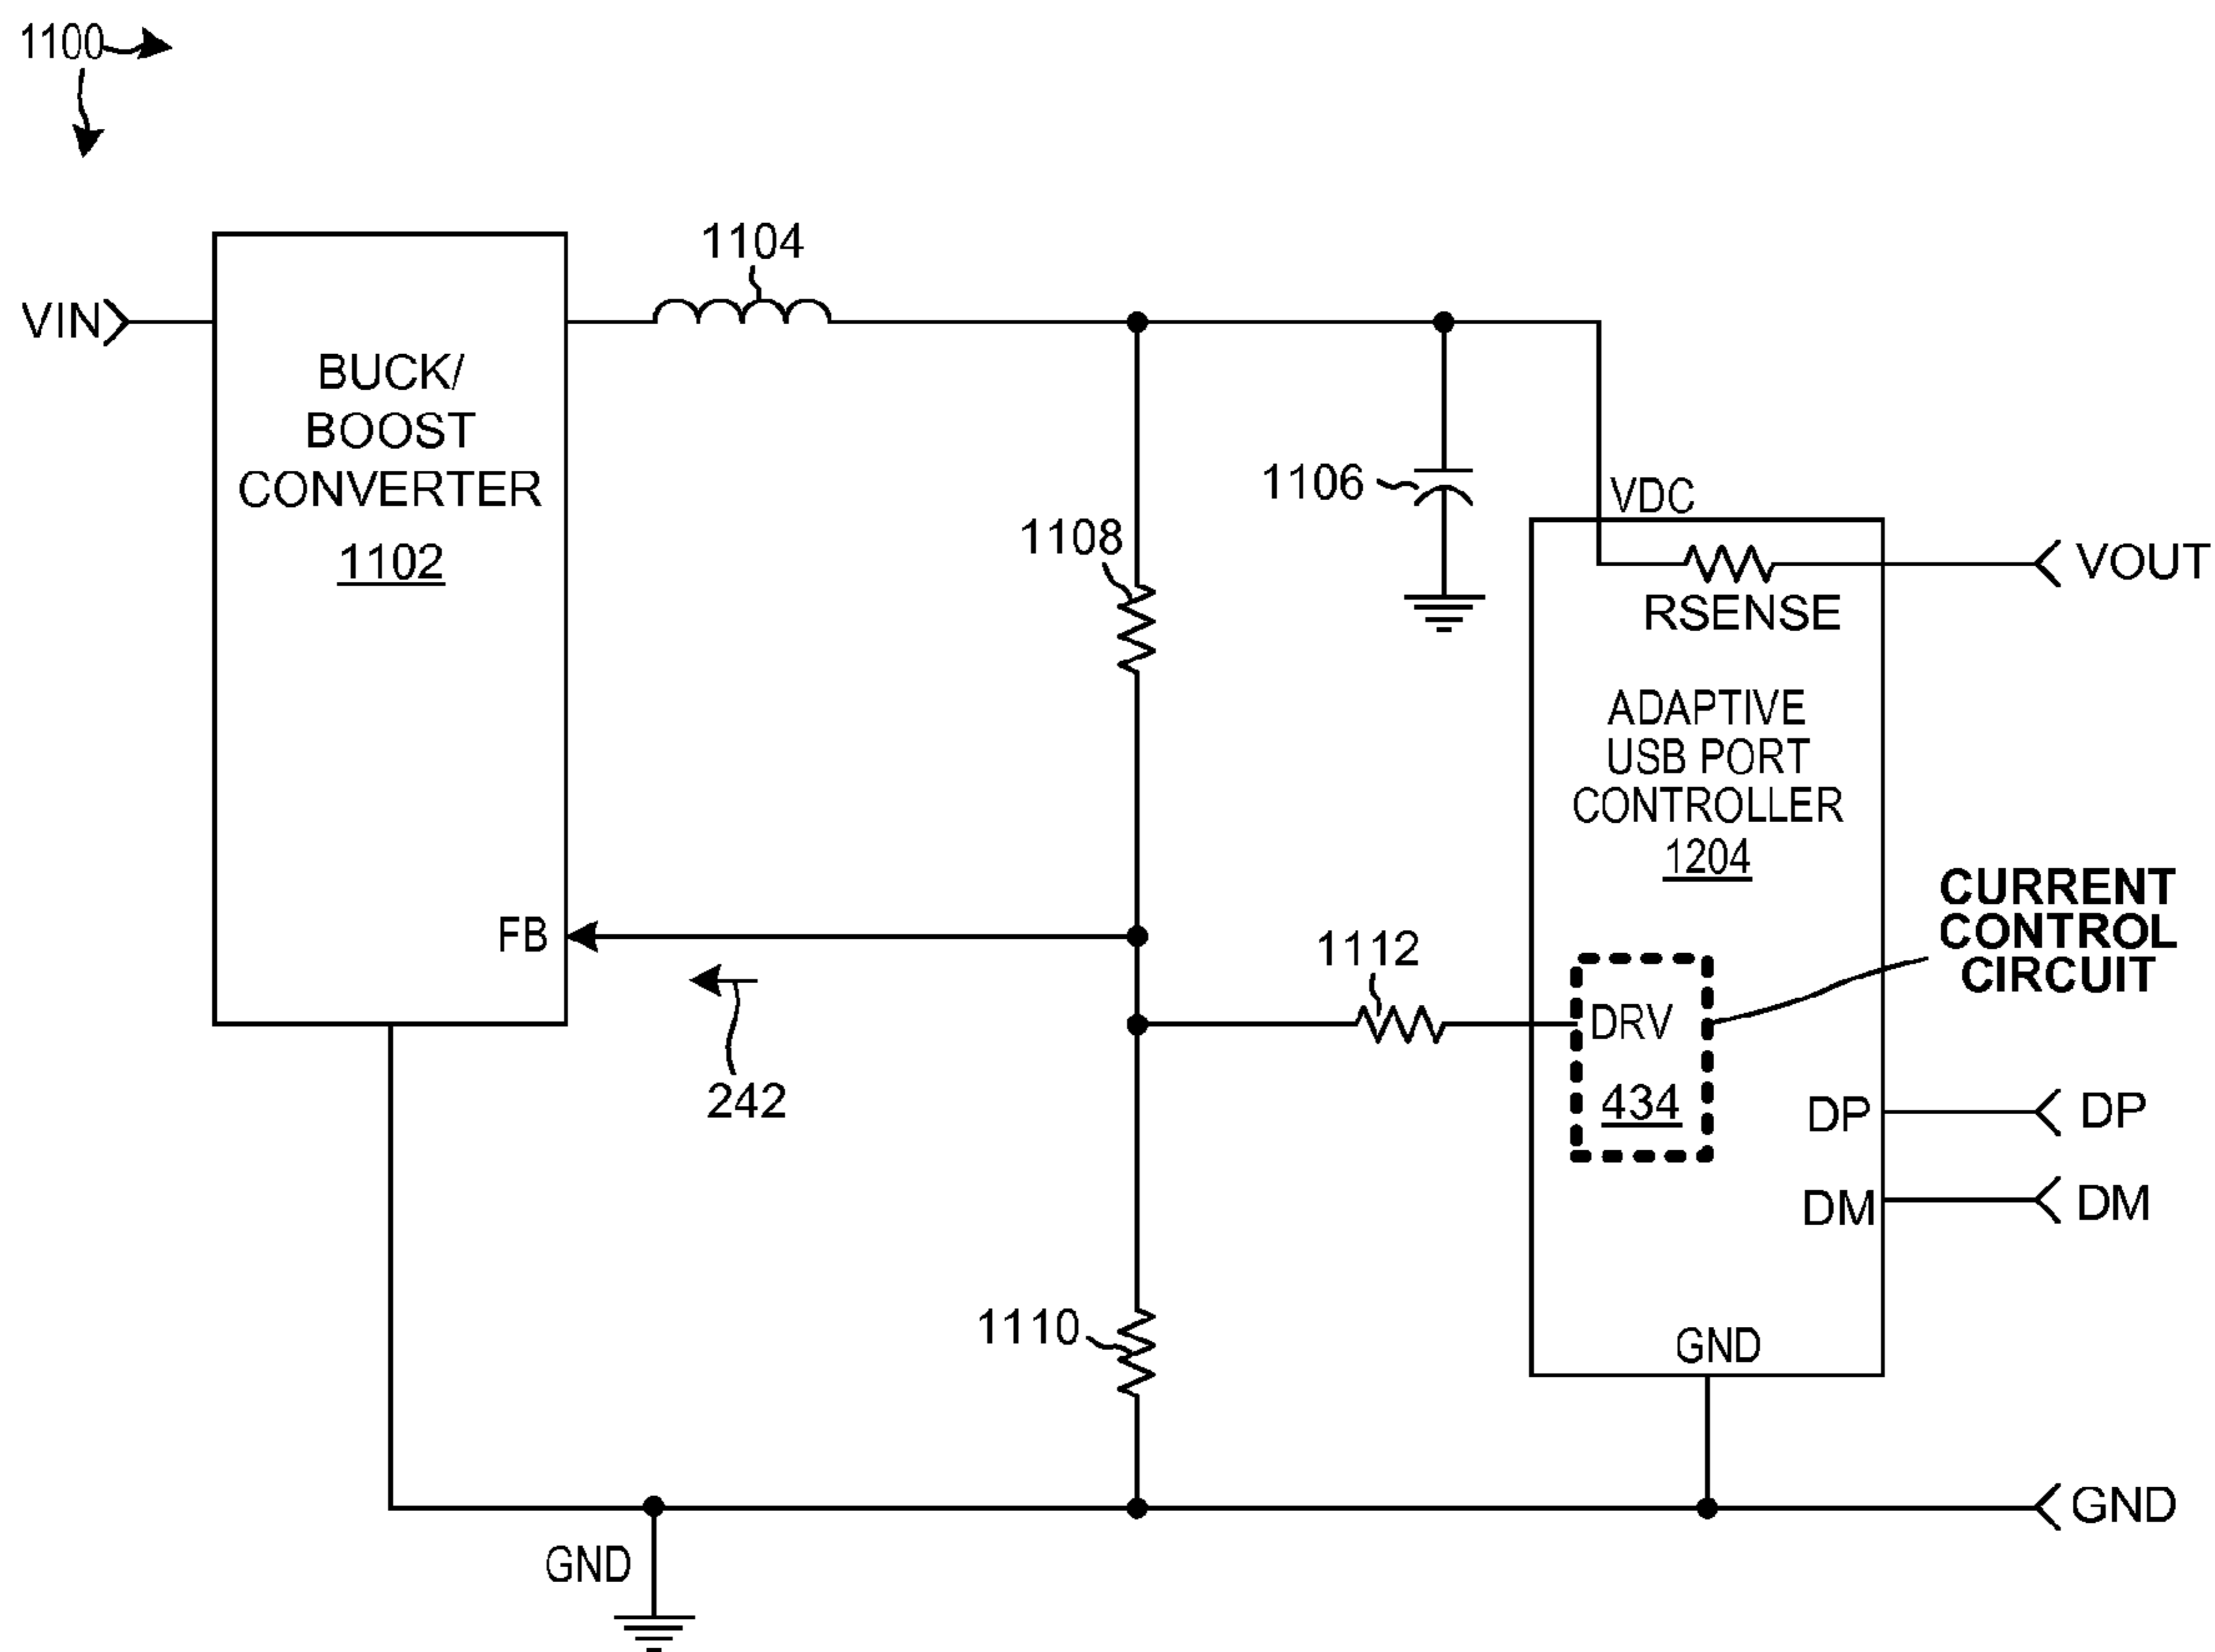 1100
1104
VIN
BUCK/
BOOST
CONVERTER
1102
1106
VDC
1108
VOUT
RSENSE
ADAPTIVE
USB PORT
CONTROLLER
1204
CURRENT
CONTROL
CIRCUIT
FB
1112
DRV
242
434
DP
DP
DM
DM
1110
GND
GND
GND